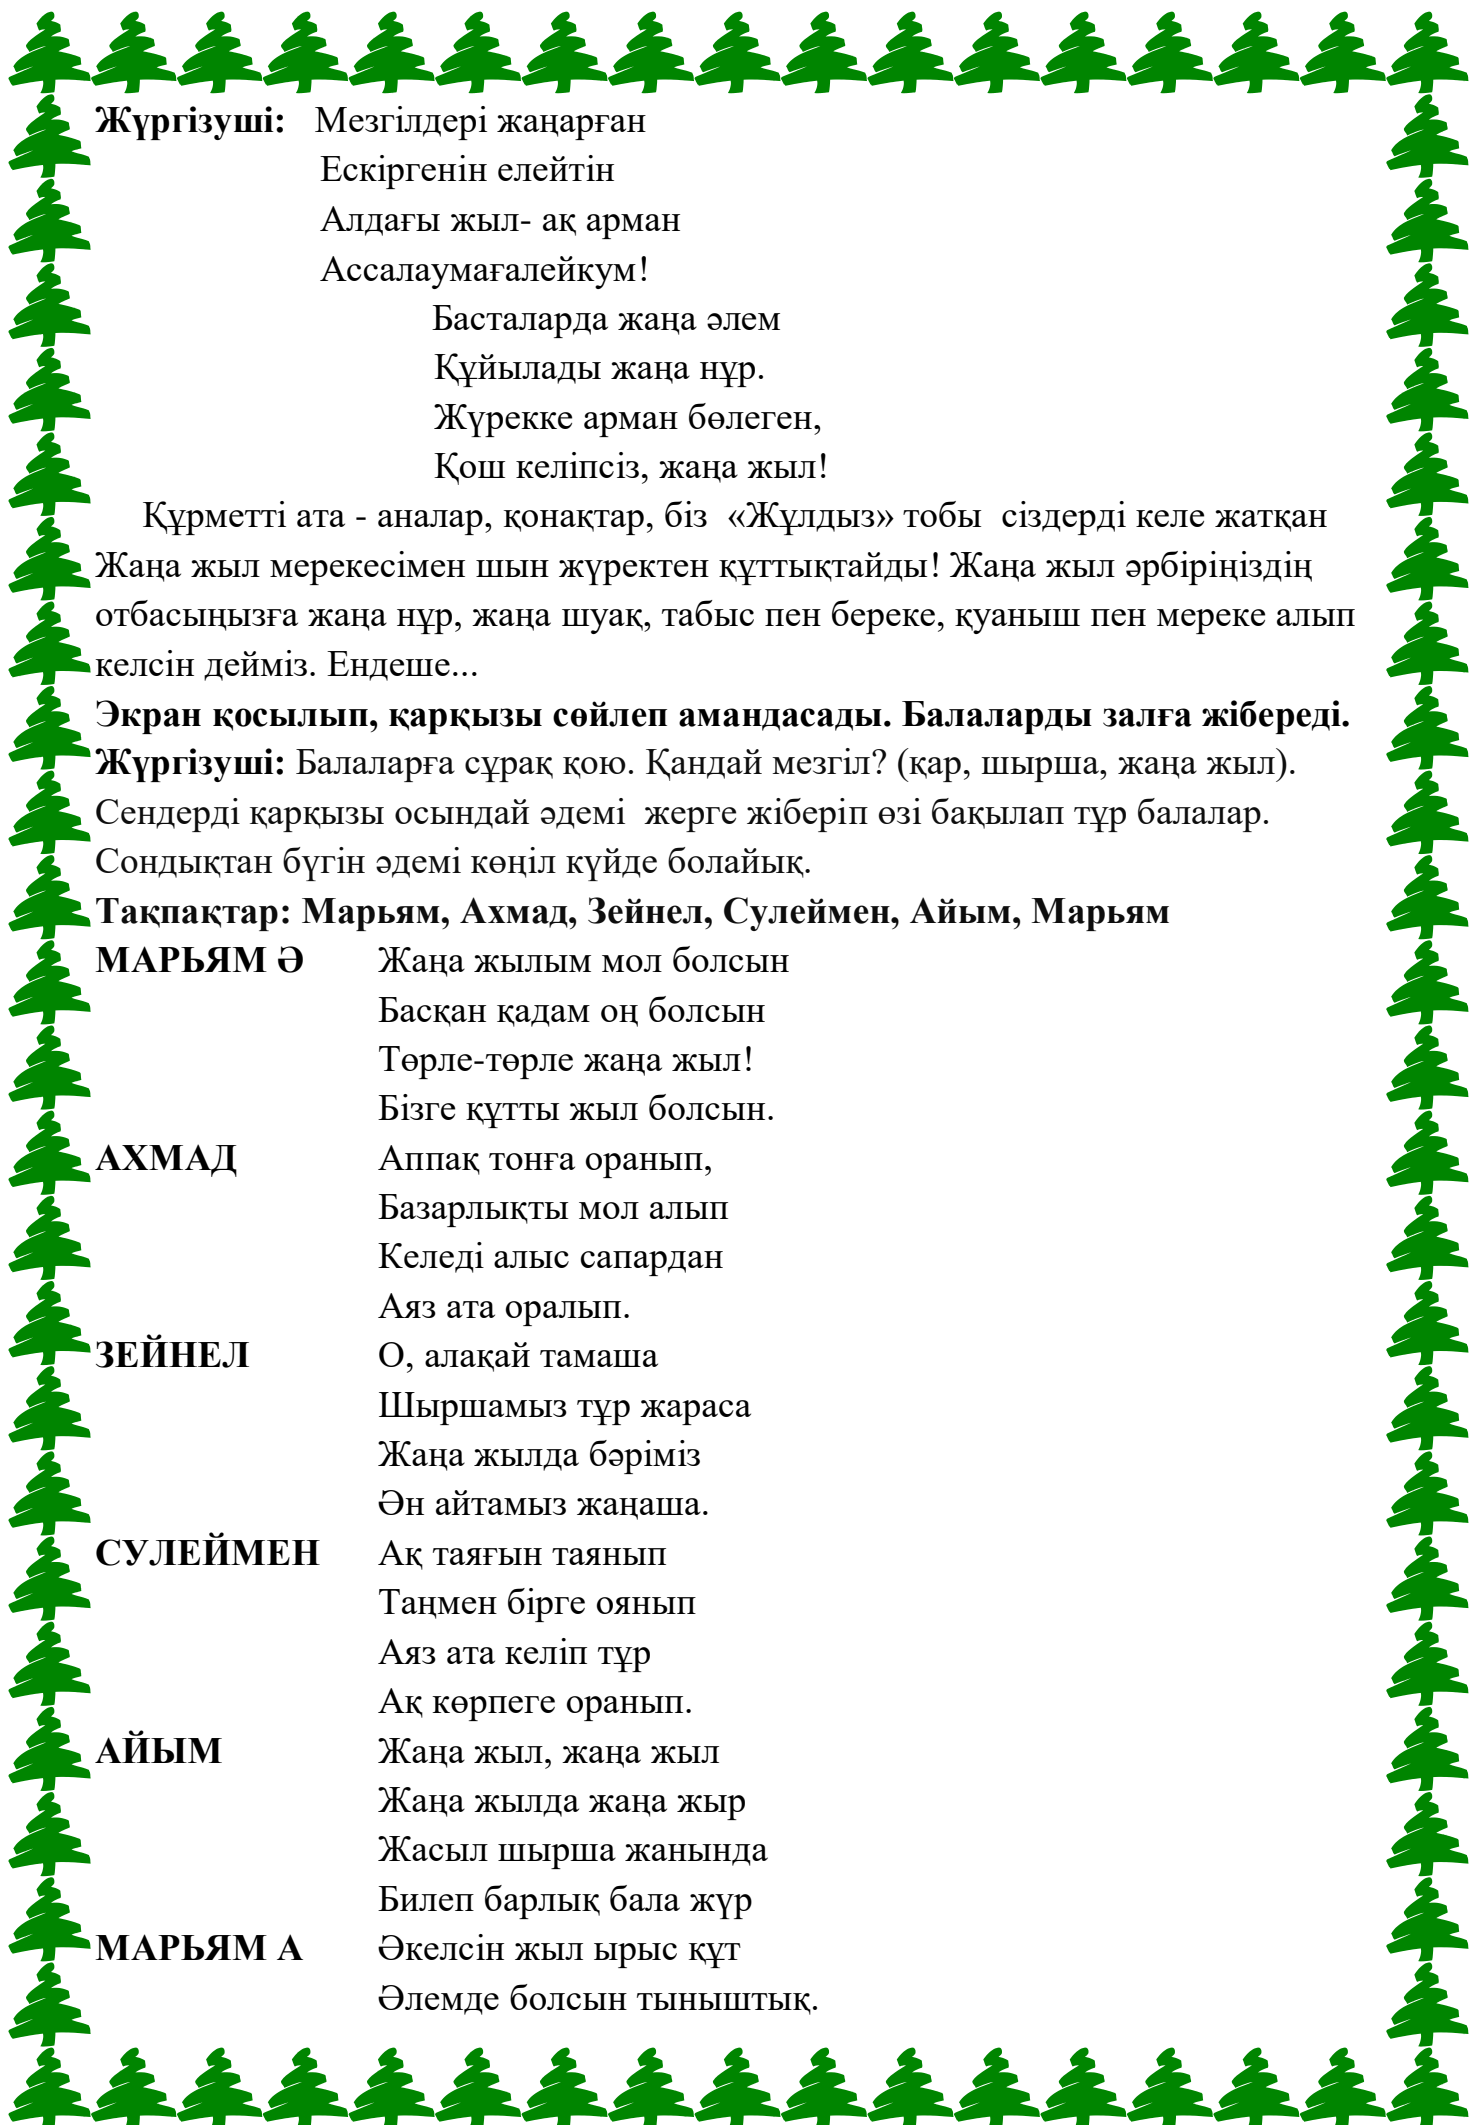 Жүргізуші: Мезгілдері жаңарған
Ескіргенін елейтін
Алдағы жыл- ақ арман
Ассалаумағалейкум!
Басталарда жаңа әлем
Құйылады жаңа нұр.
Жүрекке арман бөлеген,
Қош келіпсіз, жаңа жыл!
Құрметті ата - аналар, қонақтар, біз «Жұлдыз» тобы сіздерді келе жатқан
Жаңа жыл мерекесімен шын жүректен құттықтайды! Жаңа жыл әрбіріңіздің
отбасыңызға жаңа нұр, жаңа шуақ, табыс пен береке, қуаныш пен мереке алып
келсін дейміз. Ендеше...
Экран қосылып, қарқызы сөйлеп амандасады. Балаларды залға жібереді.
Жүргізуші: Балаларға сұрақ қою. Қандай мезгіл? (қар, шырша, жаңа жыл).
Сендерді қарқызы осындай әдемі жерге жіберіп өзі бақылап тұр балалар.
Сондықтан бүгін әдемі көңіл күйде болайық.
Тақпақтар: Марьям, Ахмад, Зейнел, Сулеймен, Айым, Марьям
МАРЬЯМ Ә Жаңа жылым мол болсын
Басқан қадам оң болсын
Төрле-төрле жаңа жыл!
Бізге құтты жыл болсын.
АХМАД Аппақ тонға оранып,
Базарлықты мол алып
Келеді алыс сапардан
Аяз ата оралып.
ЗЕЙНЕЛ О, алақай тамаша
Шыршамыз тұр жараса
Жаңа жылда бәріміз
Ән айтамыз жаңаша.
СУЛЕЙМЕН Ақ таяғын таянып
Таңмен бірге оянып
Аяз ата келіп тұр
Ақ көрпеге оранып.
АЙЫМ Жаңа жыл, жаңа жыл
Жаңа жылда жаңа жыр
Жасыл шырша жанында
Билеп барлық бала жүр
МАРЬЯМ А Әкелсін жыл ырыс құт
Әлемде болсын тыныштық.